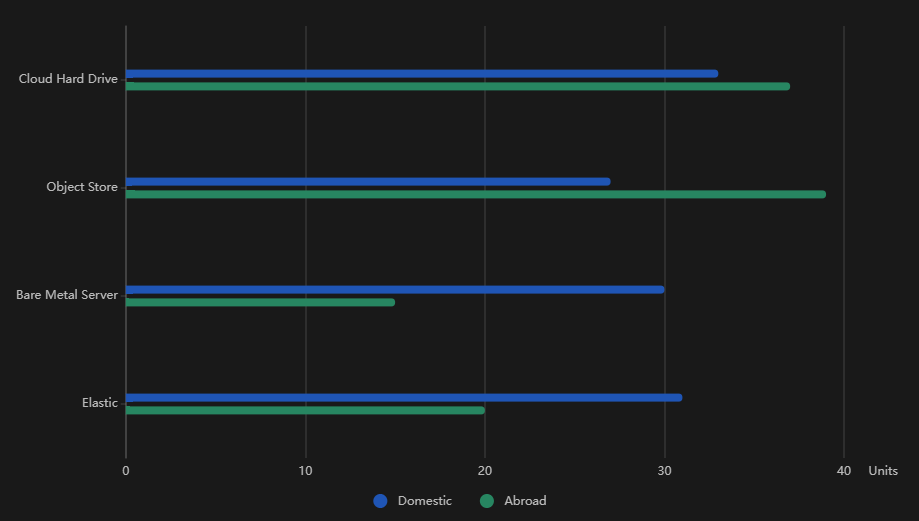 Cloud Hard Drive
Object Store
Bare Metal Server
Elastic
0 10 20 30 40 Units
Domestic Abroad